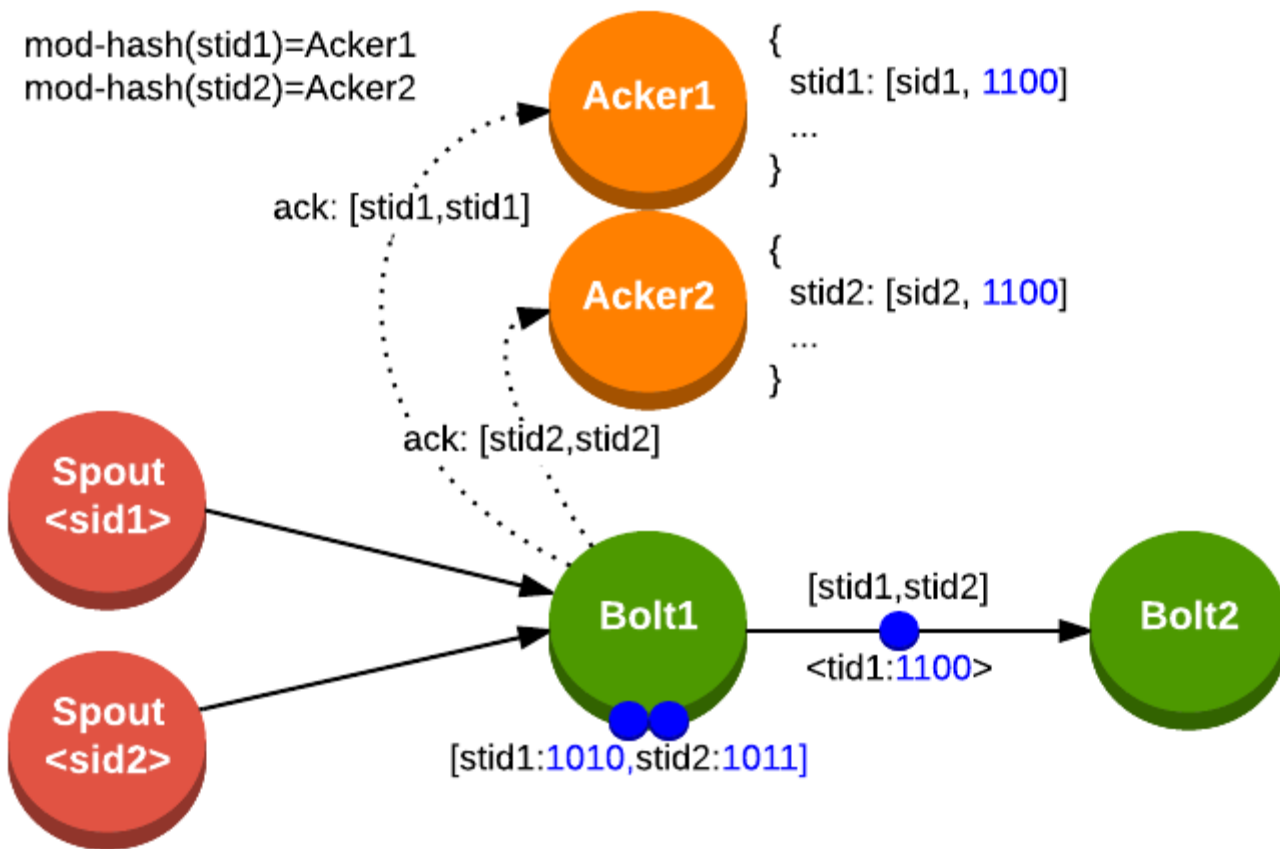 mod-hash(stid1)=Acker1
mod-hash(stid2)=Acker2
Acker1
{
stid1: [sid1, 1100]
...
}
ack: [stid1,stid1]
Acker2
{
stid2: [sid2, 1100]
...
}
ack: [stid2,stid2]
Spout
<sid1>
Spout
<sid2>
Bolt1
[stid1:1010,stid2:1011]
[stid1,stid2]
<tid1:1100>
Bolt2